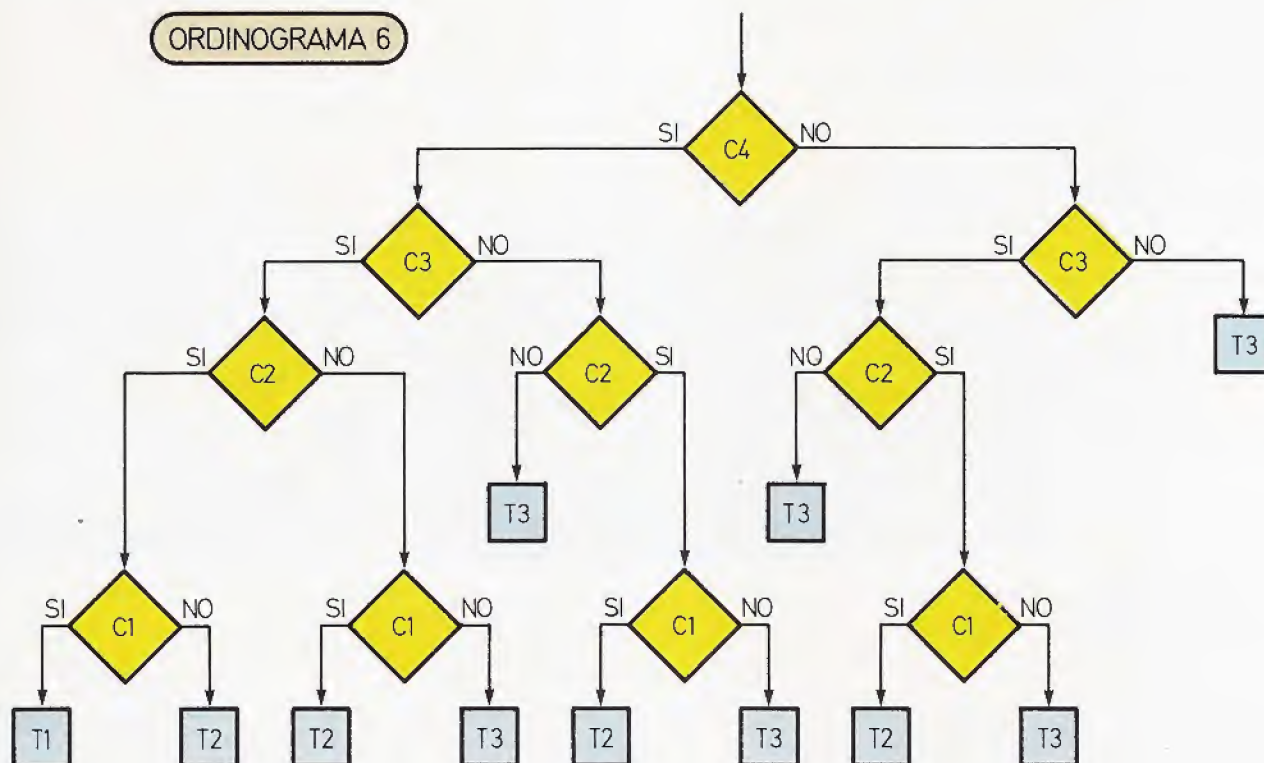 ORDINOGRAMA 6
SI C4 NO
SI C3 NO
SI C3 NO
T3
SI C2 NO
NO C2 SI
NO C2 SI
T3
T3
SI C1 NO
SI C1 NO
SI C1 NO
SI C1 NO
T1
T2
T2
T3
T2
T3
T2
T3